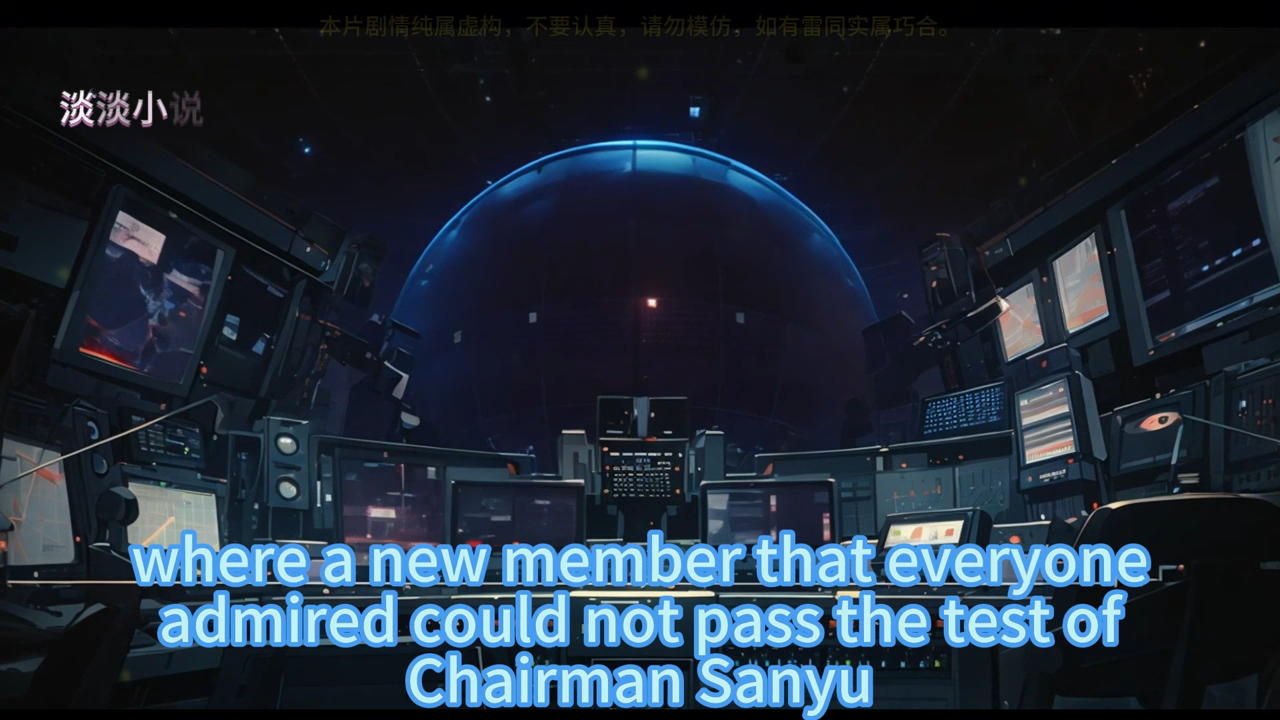 本片剧情纯属虚构，不要认真，请勿模仿，如有雷同实属巧合。
淡淡小说
where a new member that everyone
admired could not pass the test of
Chairman Sanyu